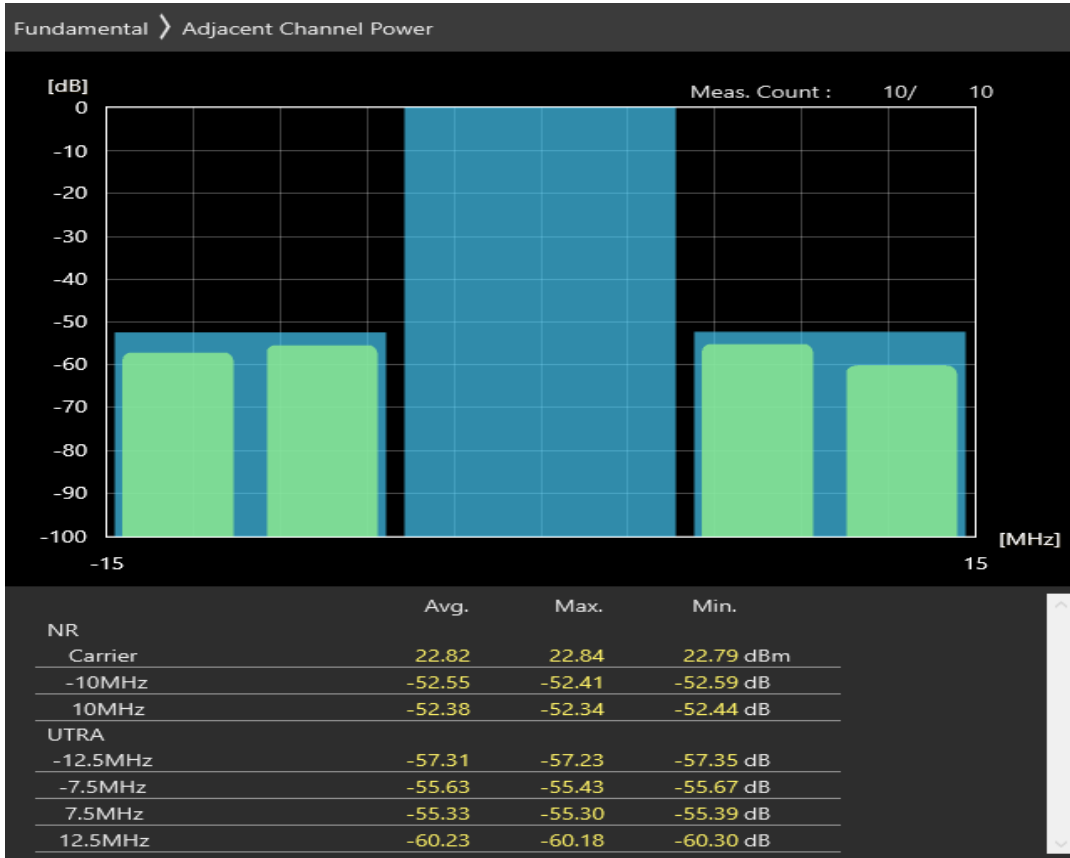 Fundamental ❭ Adjacent Channel Power
[dB]
Meas. Count : 10/ 10
0
-10
-20
-30
-40
-50
-60
-70
-80
-90
-100
[MHz]
-15 15
Avg. Max. Min.
NR
Carrier 22.82 22.84 22.79 dBm
-10MHz -52.55 -52.41 -52.59 dB
10MHz -52.38 -52.34 -52.44 dB
UTRA
-12.5MHz -57.31 -57.23 -57.35 dB
-7.5MHz -55.63 -55.43 -55.67 dB
7.5MHz -55.33 -55.30 -55.39 dB
12.5MHz -60.23 -60.18 -60.30 dB